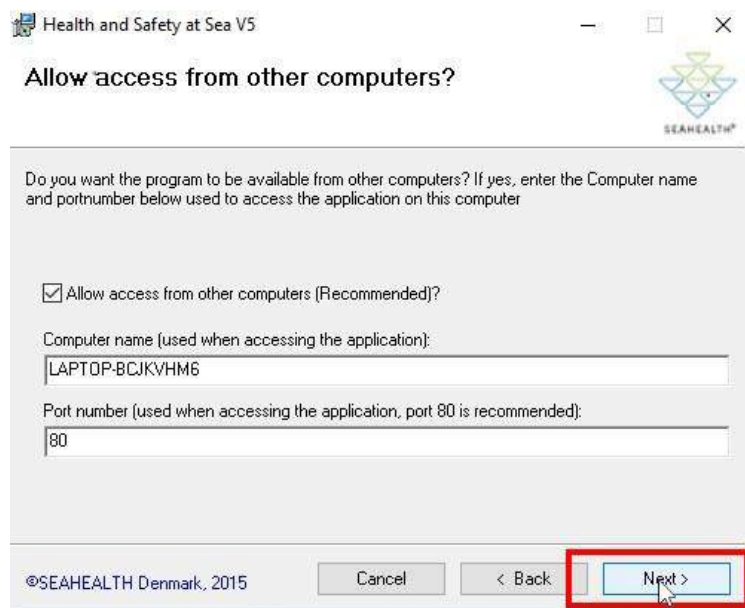 Health and Safety at Sea V5
Allow access from other computers?
SEAHEALTH®
Do you want the program to be available from other computers? If yes, enter the Computer name
and portnumber below used to access the application on this computer
Allow access from other computers (Recommended)?
Computer name (used when accessing the application):
LAPTOP-BCJKVHM6
Port number (used when accessing the application, port 80 is recommended):
80
©SEAHEALTH Denmark, 2015
Cancel
< Back
Next >